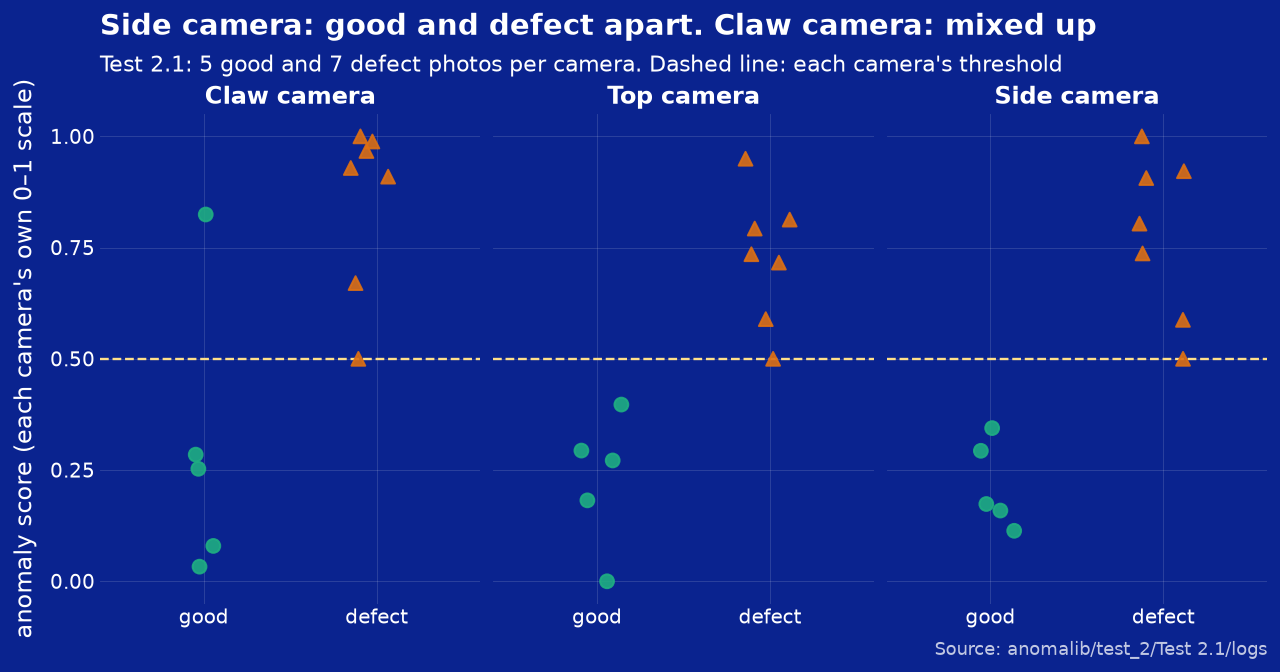 Side camera: good and defect apart. Claw camera: mixed up
Test 2.1: 5 good and 7 defect photos per camera. Dashed line: each camera's threshold
Claw camera
Top camera
Side camera
anomaly score (each camera's own 0–1 scale)
1.00
0.75
0.50
0.25
0.00
good
defect
good
defect
good
defect
Source: anomalib/test_2/Test 2.1/logs